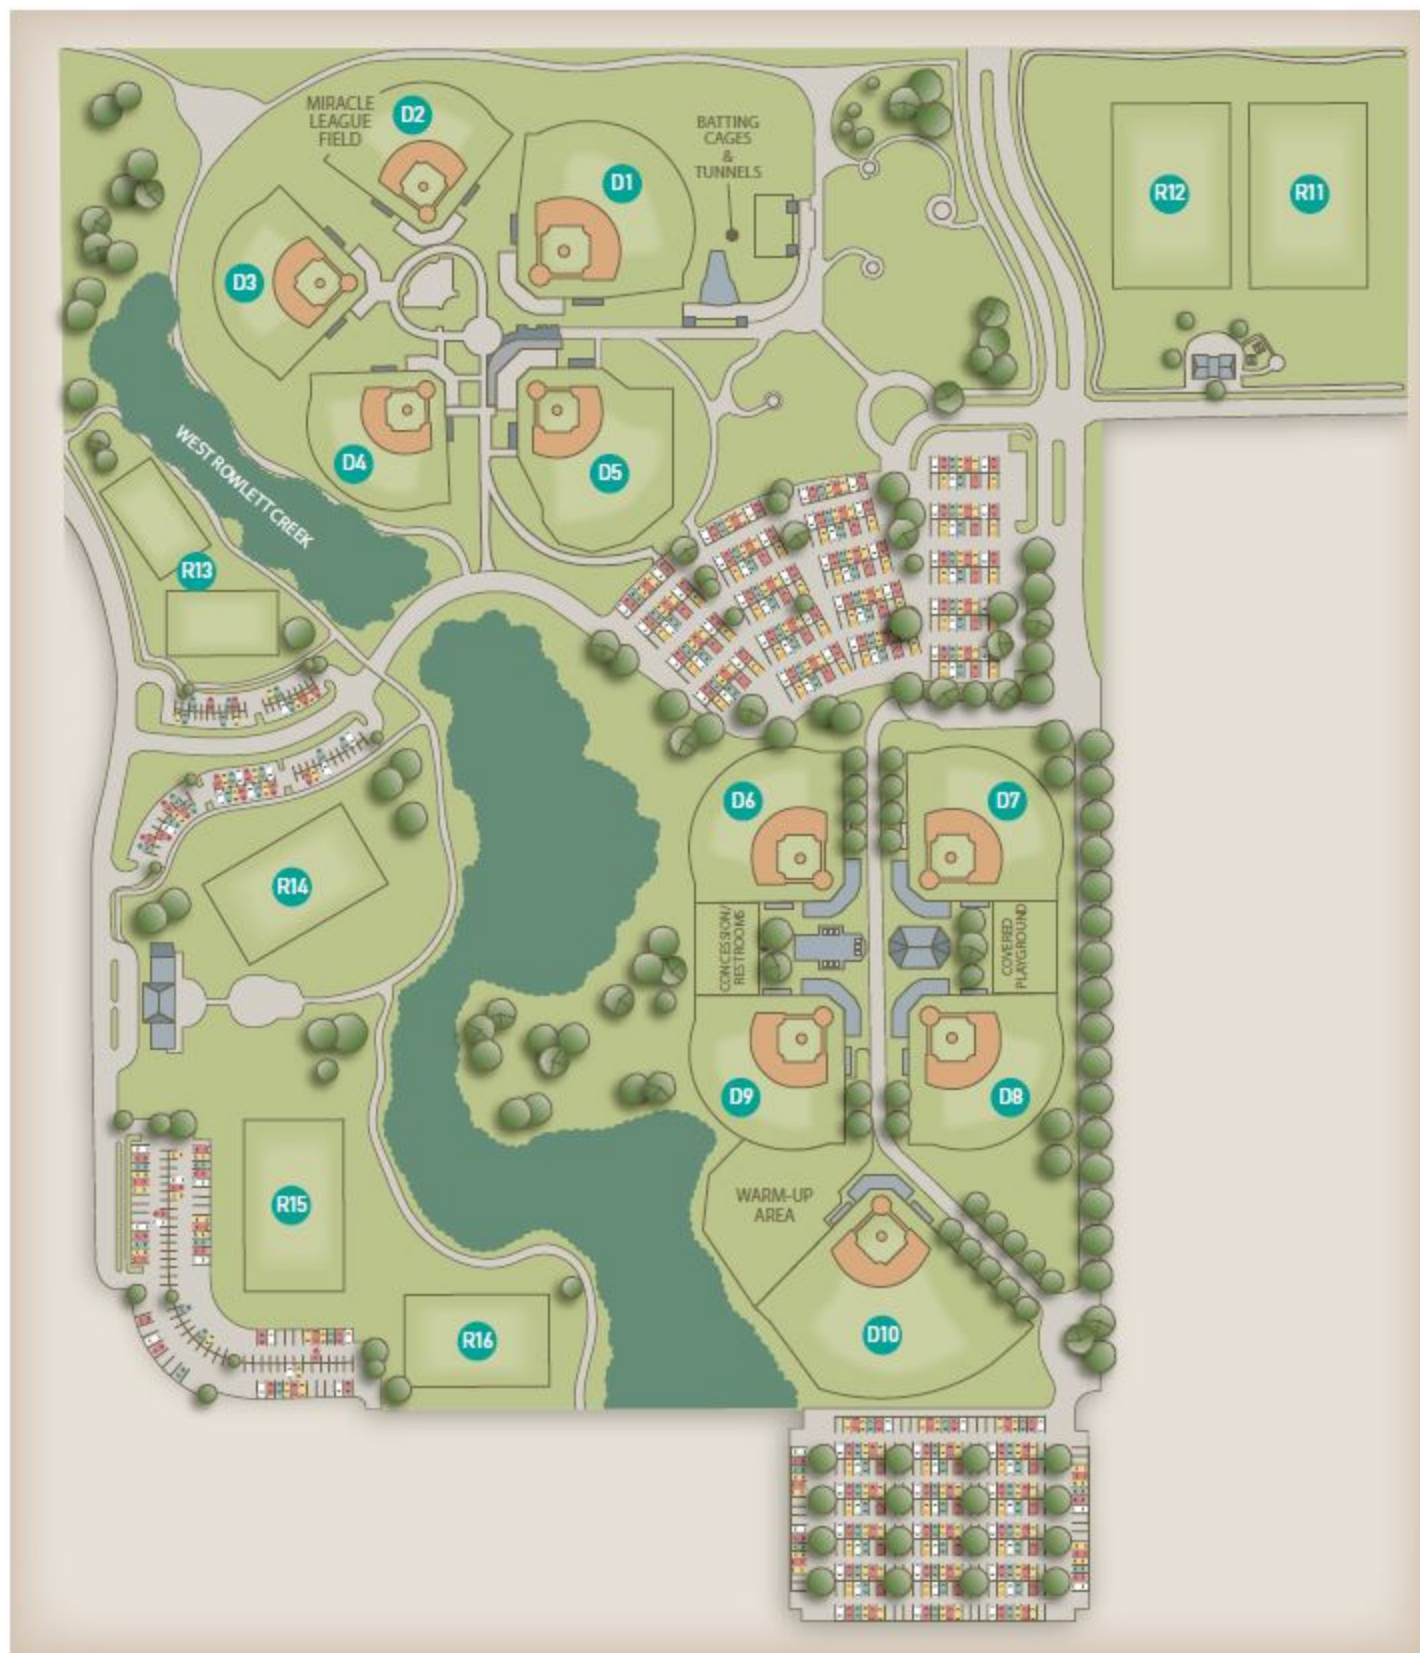 MIRACLE
LEAGUE
FIELD
D2
D1
BATTING
CAGES
&
TUNNELS
R12
R11
D3
D4
D5
WEST ROWLETT CREEK
R13
D6
D7
R14
CONCESSION/
RESTROOMS
COVERED
PLAYGROUND
D9
D8
R15
WARM-UP
AREA
D10
R16